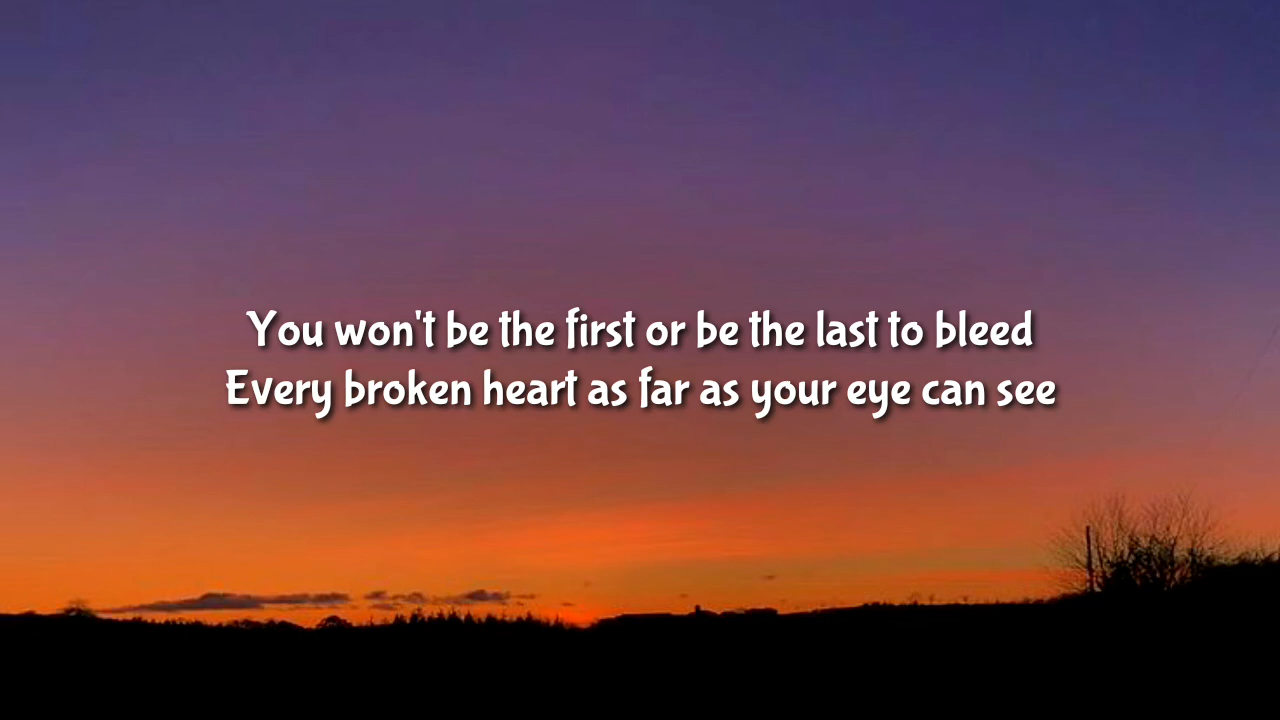 You won't be the first or be the last to bleed
Every broken heart as far as your eye can see